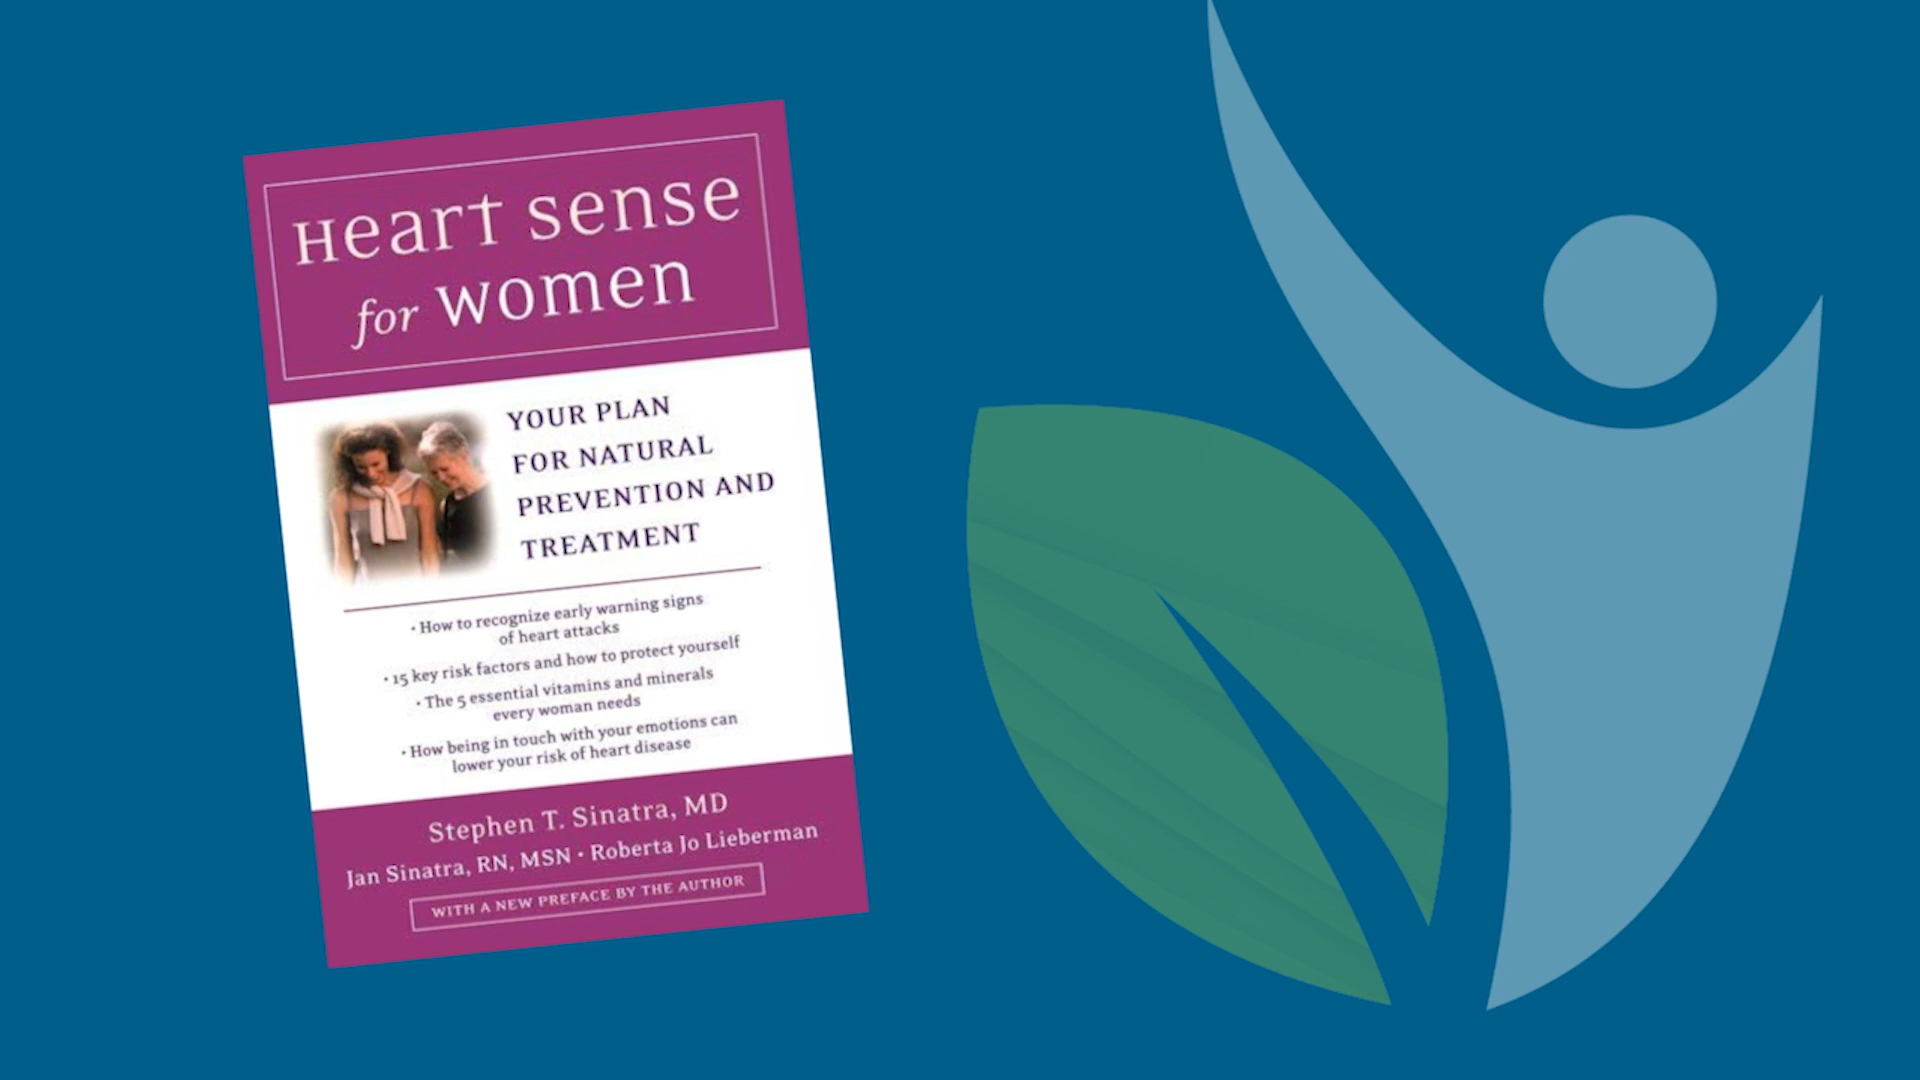 Heart sense
for women
YOUR PLAN
FOR NATURAL
PREVENTION AND
TREATMENT
• How to recognize early warning signs
of heart attacks
• 15 key risk factors and how to protect yourself
• The 5 essential vitamins and minerals
every woman needs
• How being in touch with your emotions can
lower your risk of heart disease
Stephen T. Sinatra, MD
Jan Sinatra, RN, MSN • Roberta Jo Lieberman
WITH A NEW PREFACE BY THE AUTHOR